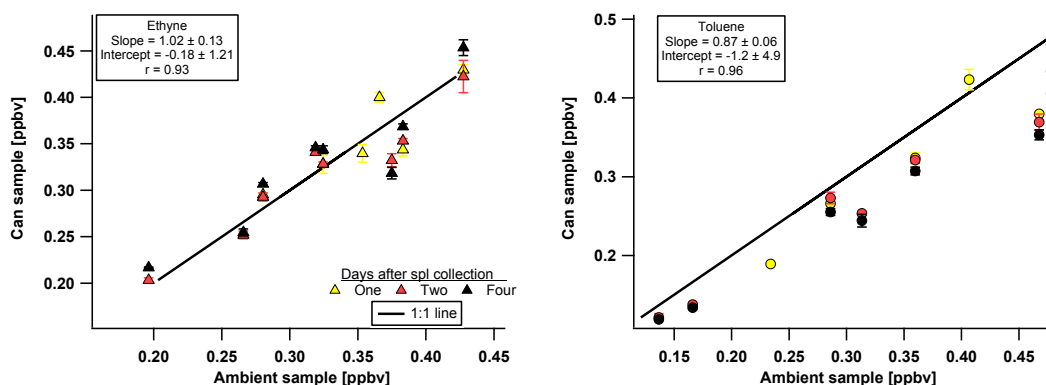 Ethyne
Slope = 1.02 ± 0.13
Intercept = -0.18 ± 1.21
r = 0.93
Can sample [ppbv]
0.45
0.40
0.35
0.30
0.25
0.20
Days after spl collection
One Two Four
1:1 line
0.20 0.25 0.30 0.35 0.40 0.45
Ambient sample [ppbv]
Toluene
Slope = 0.87 ± 0.06
Intercept = -1.2 ± 4.9
r = 0.96
Can sample [ppbv]
0.5
0.4
0.3
0.2
0.1
0.15 0.20 0.25 0.30 0.35 0.40 0.45
Ambient sample [ppbv]